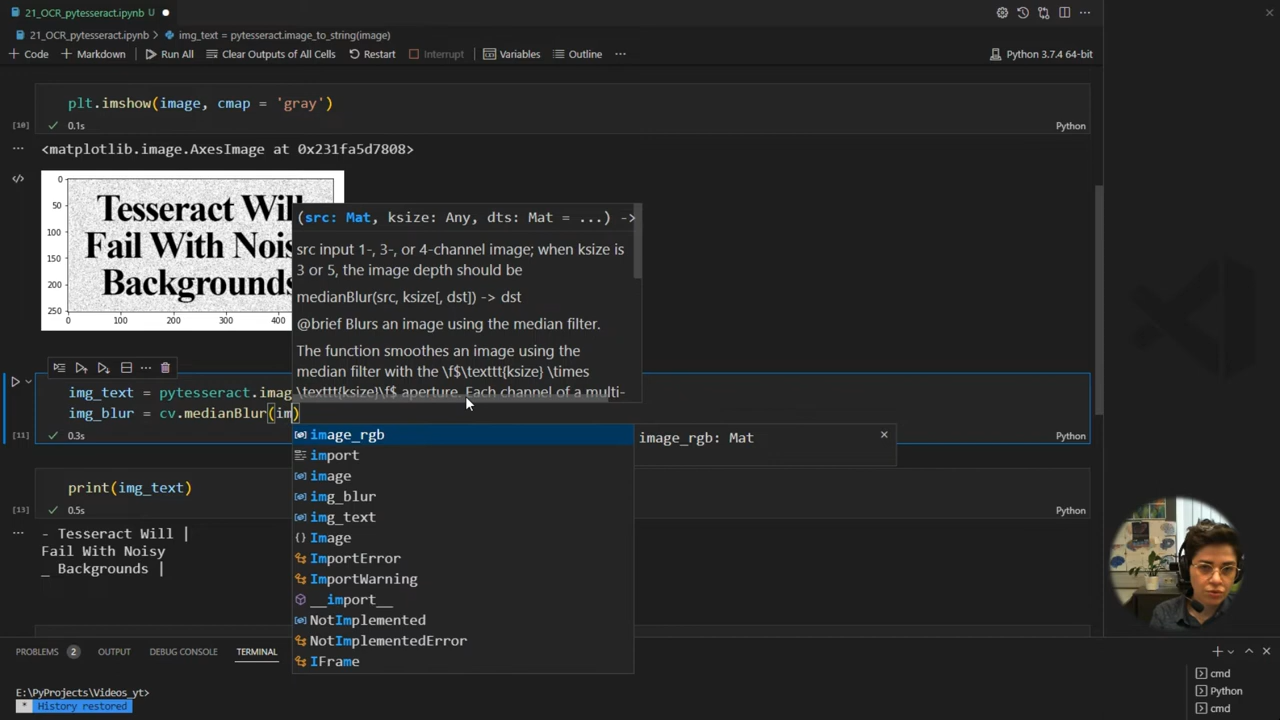 21_OCR_pytesseract.ipynb U
21_OCR_pytesseract.ipynb > img_text = pytesseract.image_to_string(image)
+ Code + Markdown Run All Clear Outputs of All Cells Restart Interrupt Variables Outline ... Python 3.7.4 64-bit
plt.imshow(image, cmap = 'gray')
[10] 0.1s Python
<matplotlib.image.AxesImage at 0x231fa5d7808>
0
50
100
150
200
250
0 100 200 300 400
Tesseract Will
Fail With Nois
Backgrounds
(src: Mat, ksize: Any, dts: Mat = ...) ->
src input 1-, 3-, or 4-channel image; when ksize is
3 or 5, the image depth should be
medianBlur(src, ksize[, dst]) -> dst
@brief Blurs an image using the median filter.
The function smoothes an image using the
median filter with the \f$\texttt{ksize} \times
\texttt{ksize}\f$ aperture. Each channel of a multi-
img_text = pytesseract.imag
img_blur = cv.medianBlur(im)
[11] 0.3s Python
image_rgb
import
image
img_blur
img_text
Image
ImportError
ImportWarning
__import__
NotImplemented
NotImplementedError
IFrame
image_rgb: Mat
print(img_text)
[13] 0.5s Python
- Tesseract Will |
Fail With Noisy
_ Backgrounds |
PROBLEMS 2 OUTPUT DEBUG CONSOLE TERMINAL
E:\PyProjects\Videos_yt>
* History restored
cmd
Python
cmd